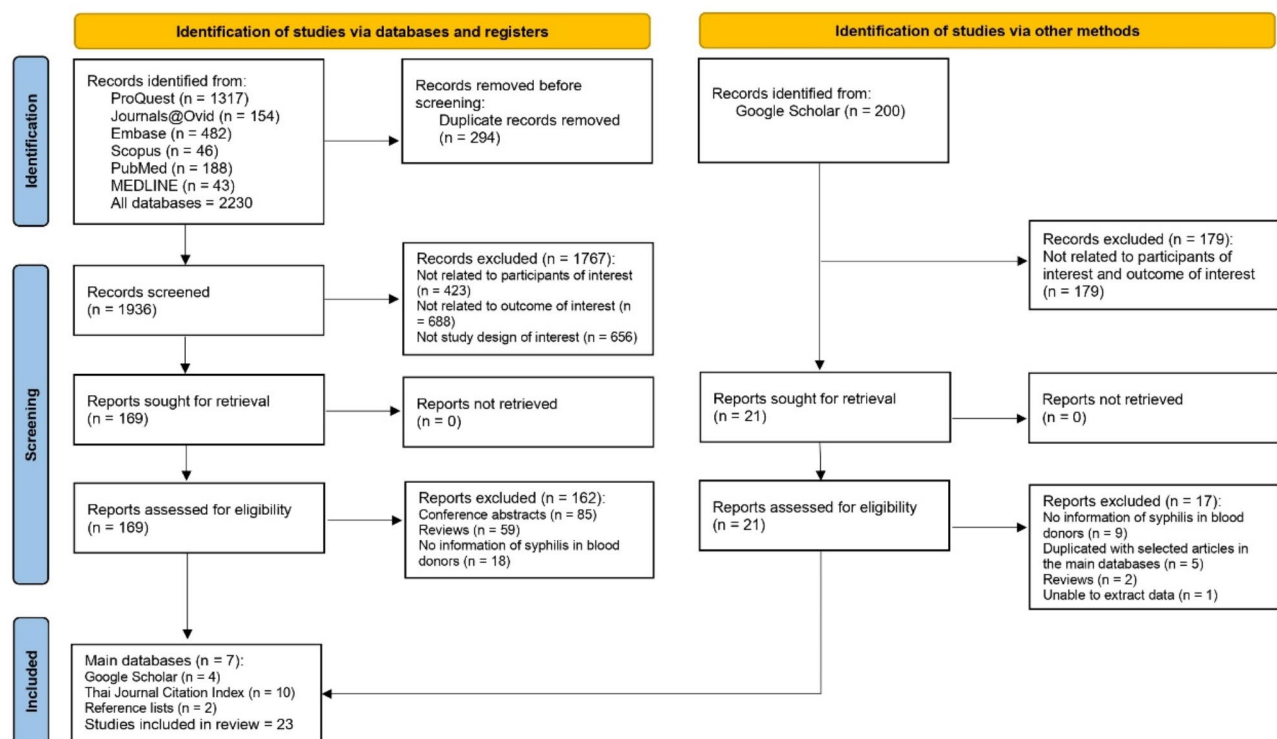 Identification of studies via databases and registers
Identification of studies via other methods
Identification
Records identified from:
ProQuest (n = 1317)
Journals@Ovid (n = 154)
Embase (n = 482)
Scopus (n = 46)
PubMed (n = 188)
MEDLINE (n = 43)
All databases = 2230
Records removed before
screening:
Duplicate records removed
(n = 294)
Records identified from:
Google Scholar (n = 200)
Screening
Records screened
(n = 1936)
Records excluded (n = 1767):
Not related to participants of interest
(n = 423)
Not related to outcome of interest (n
= 688)
Not study design of interest (n = 656)
Records excluded (n = 179):
Not related to participants of
interest and outcome of interest
(n = 179)
Reports sought for retrieval
(n = 169)
Reports not retrieved
(n = 0)
Reports sought for retrieval
(n = 21)
Reports not retrieved
(n = 0)
Reports assessed for eligibility
(n = 169)
Reports excluded (n = 162):
Conference abstracts (n = 85)
Reviews (n = 59)
No information of syphilis in blood
donors (n = 18)
Reports assessed for eligibility
(n = 21)
Reports excluded (n = 17):
No information of syphilis in blood
donors (n = 9)
Duplicated with selected articles in
the main databases (n = 5)
Reviews (n = 2)
Unable to extract data (n = 1)
Included
Main databases (n = 7):
Google Scholar (n = 4)
Thai Journal Citation Index (n = 10)
Reference lists (n = 2)
Studies included in review = 23